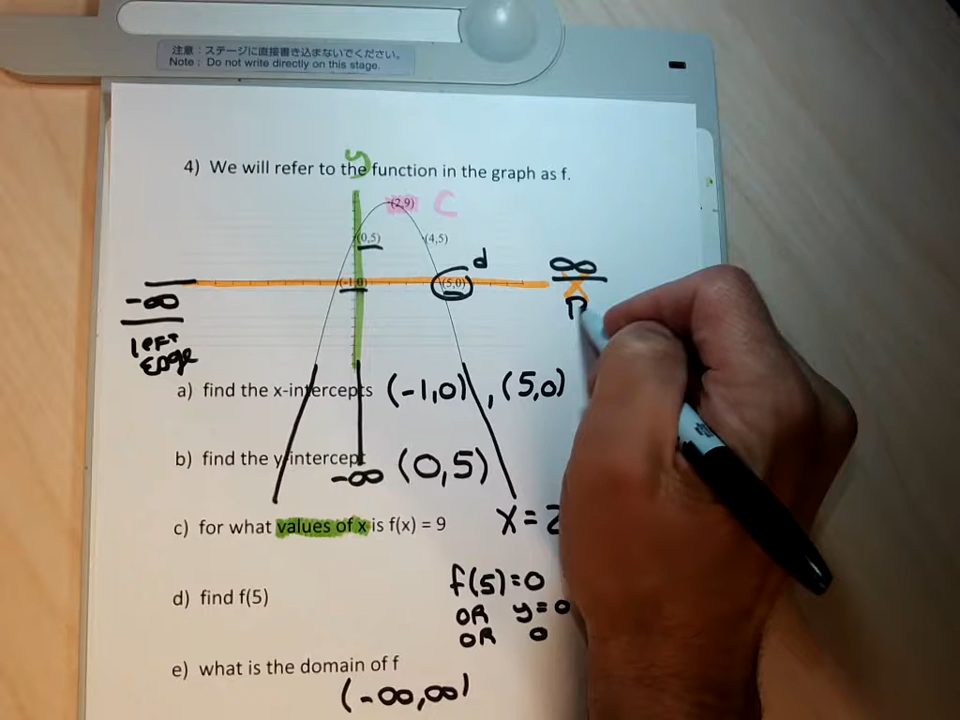 注意：ステージに直接書き込まないでください。
Note : Do not write directly on this stage.
4) We will refer to the function in the graph as f.
y
(2,9) C
(0,5) (4,5)
d
(-1,0) (5,0)
∞
x
-∞
left
Edge
a) find the x-intercepts (-1,0) , (5,0)
b) find the y intercept (0,5)
-∞
c) for what values of x is f(x) = 9 X = 2
d) find f(5)
f(5)=0
OR y=0
OR 0
e) what is the domain of f
(-∞,∞)